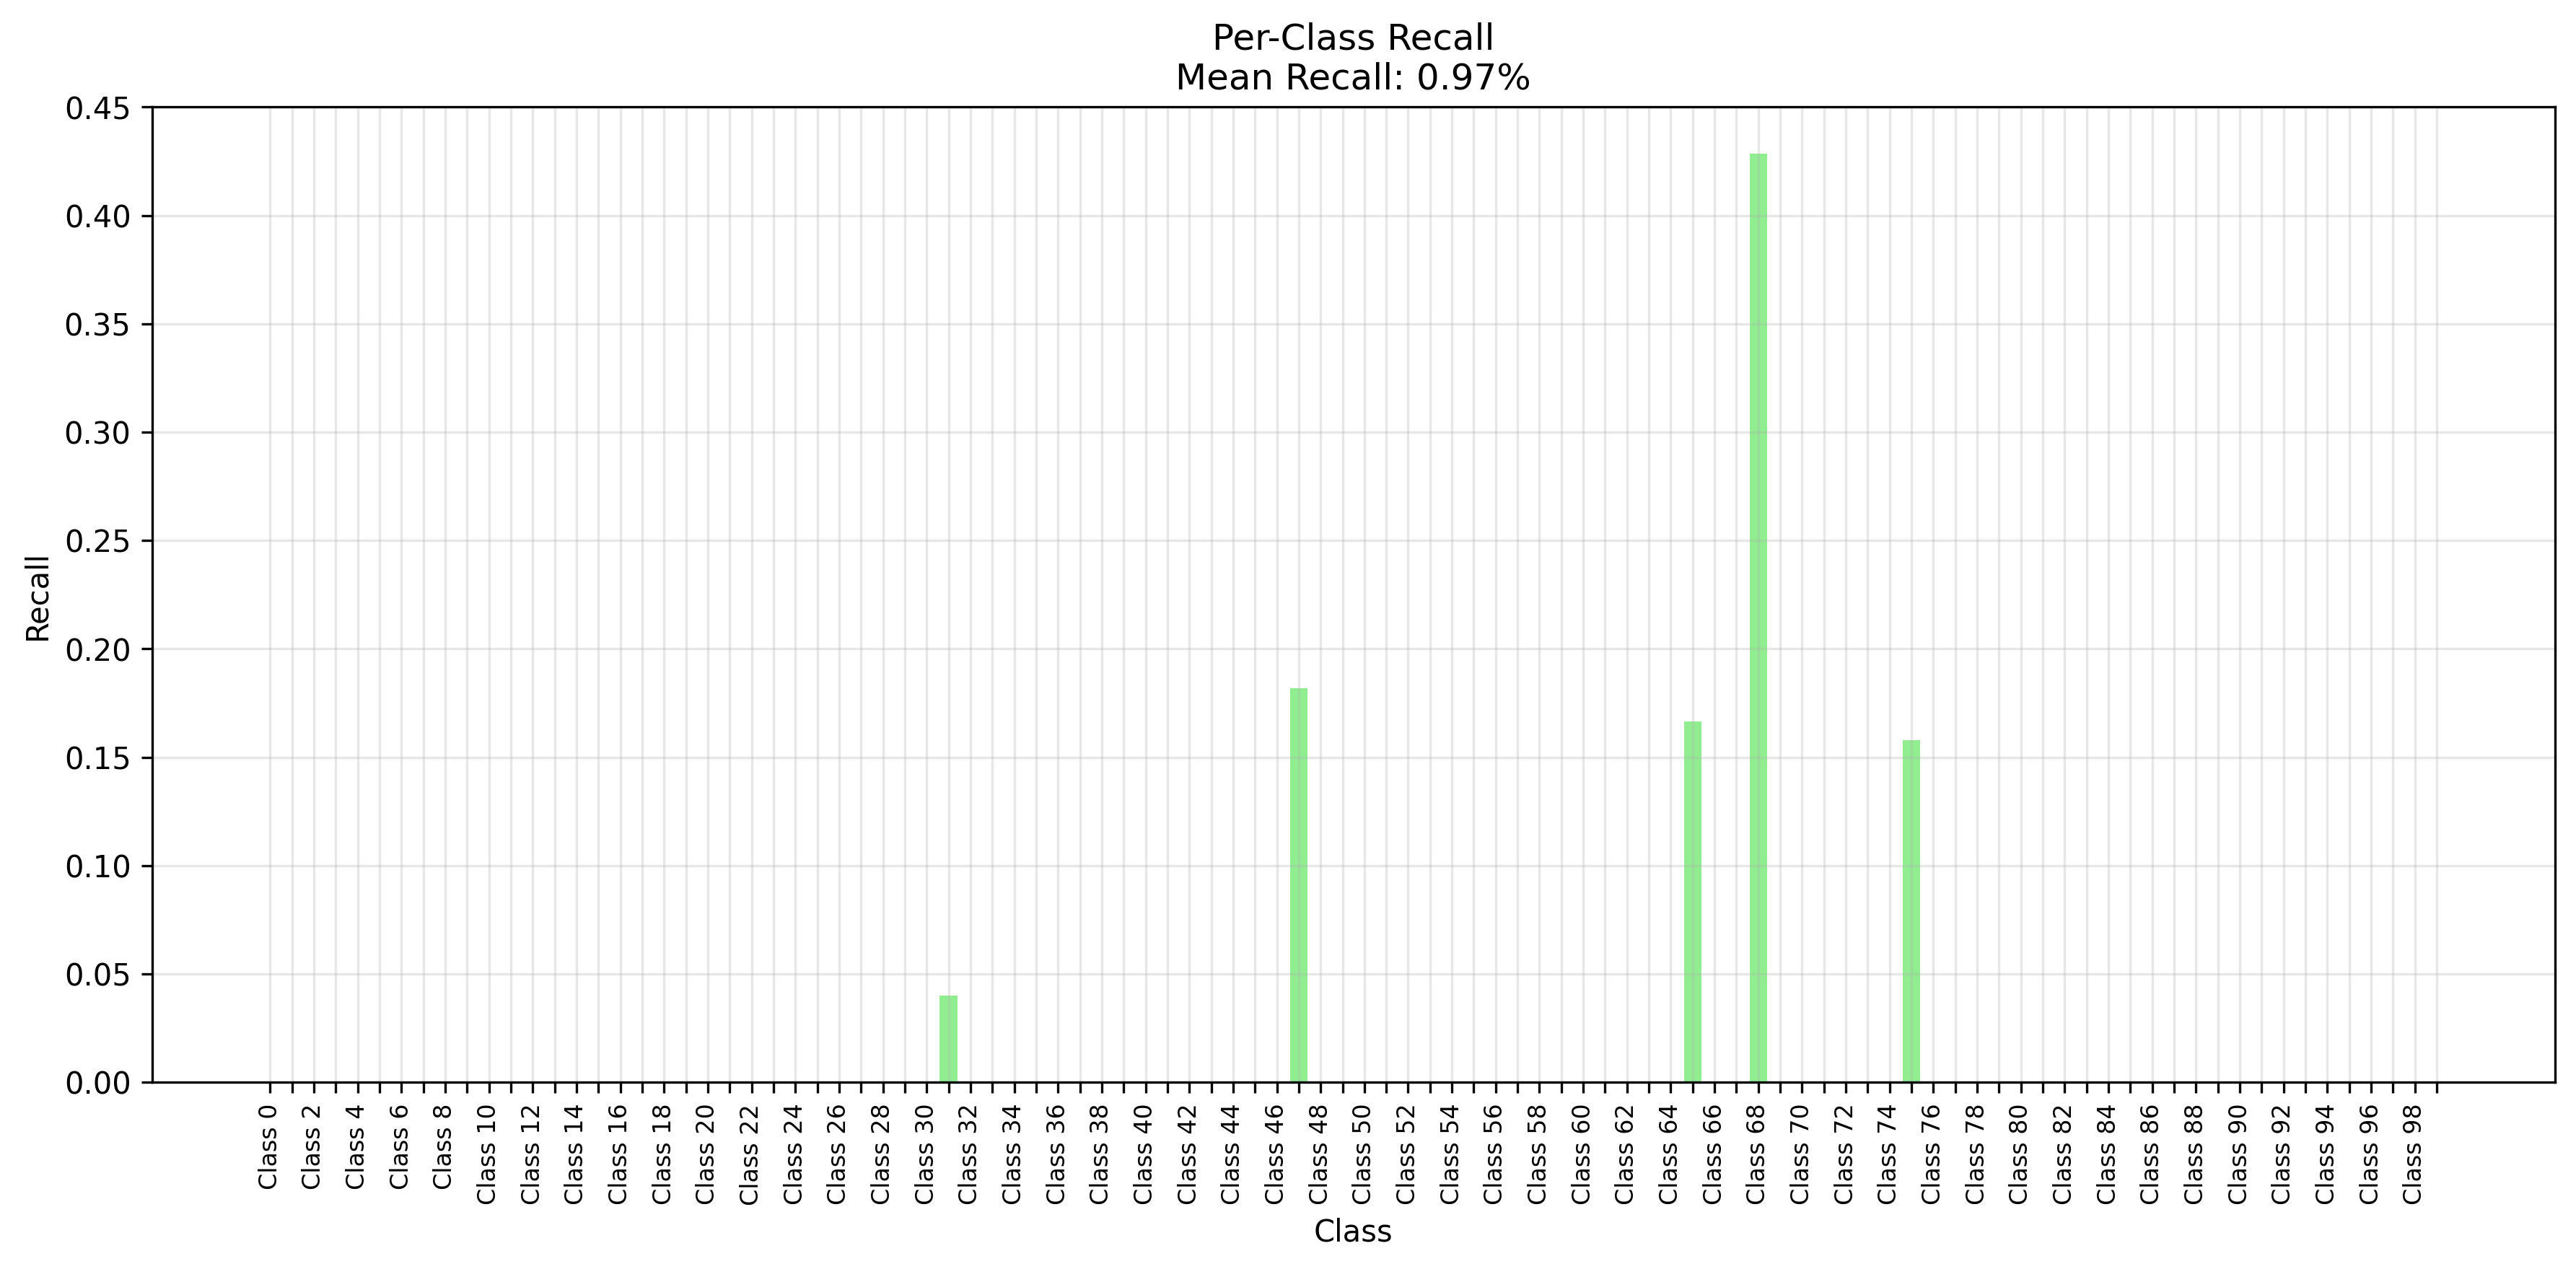 Per-Class Recall
Mean Recall: 0.97%
0.45
0.40
0.35
0.30
0.25
0.20
0.15
0.10
0.05
0.00
Recall
Class 0
Class 2
Class 4
Class 6
Class 8
Class 10
Class 12
Class 14
Class 16
Class 18
Class 20
Class 22
Class 24
Class 26
Class 28
Class 30
Class 32
Class 34
Class 36
Class 38
Class 40
Class 42
Class 44
Class 46
Class 48
Class 50
Class 52
Class 54
Class 56
Class 58
Class 60
Class 62
Class 64
Class 66
Class 68
Class 70
Class 72
Class 74
Class 76
Class 78
Class 80
Class 82
Class 84
Class 86
Class 88
Class 90
Class 92
Class 94
Class 96
Class 98
Class